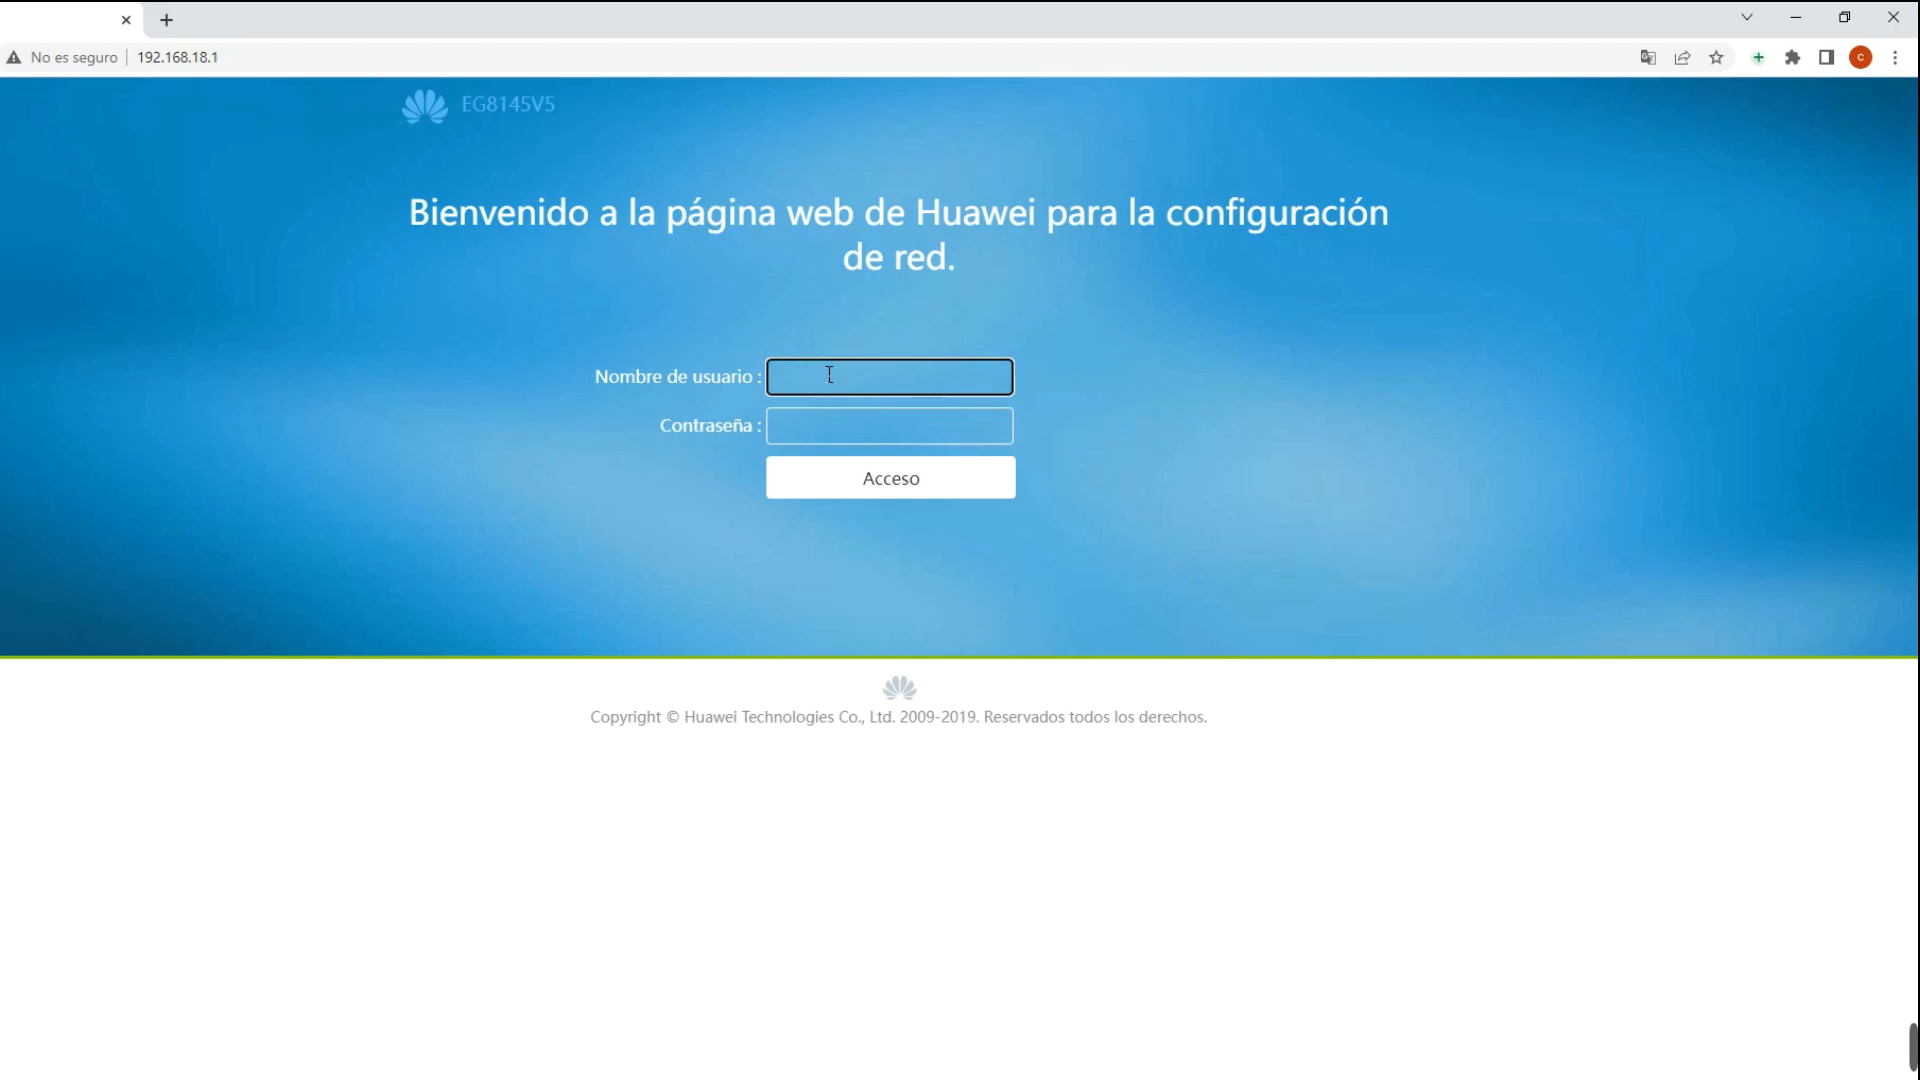 No es seguro
192.168.18.1
C
EG8145V5
Bienvenido a la página web de Huawei para la configuración
de red.
Nombre de usuario :
Contraseña :
Acceso
Copyright © Huawei Technologies Co., Ltd. 2009-2019. Reservados todos los derechos.